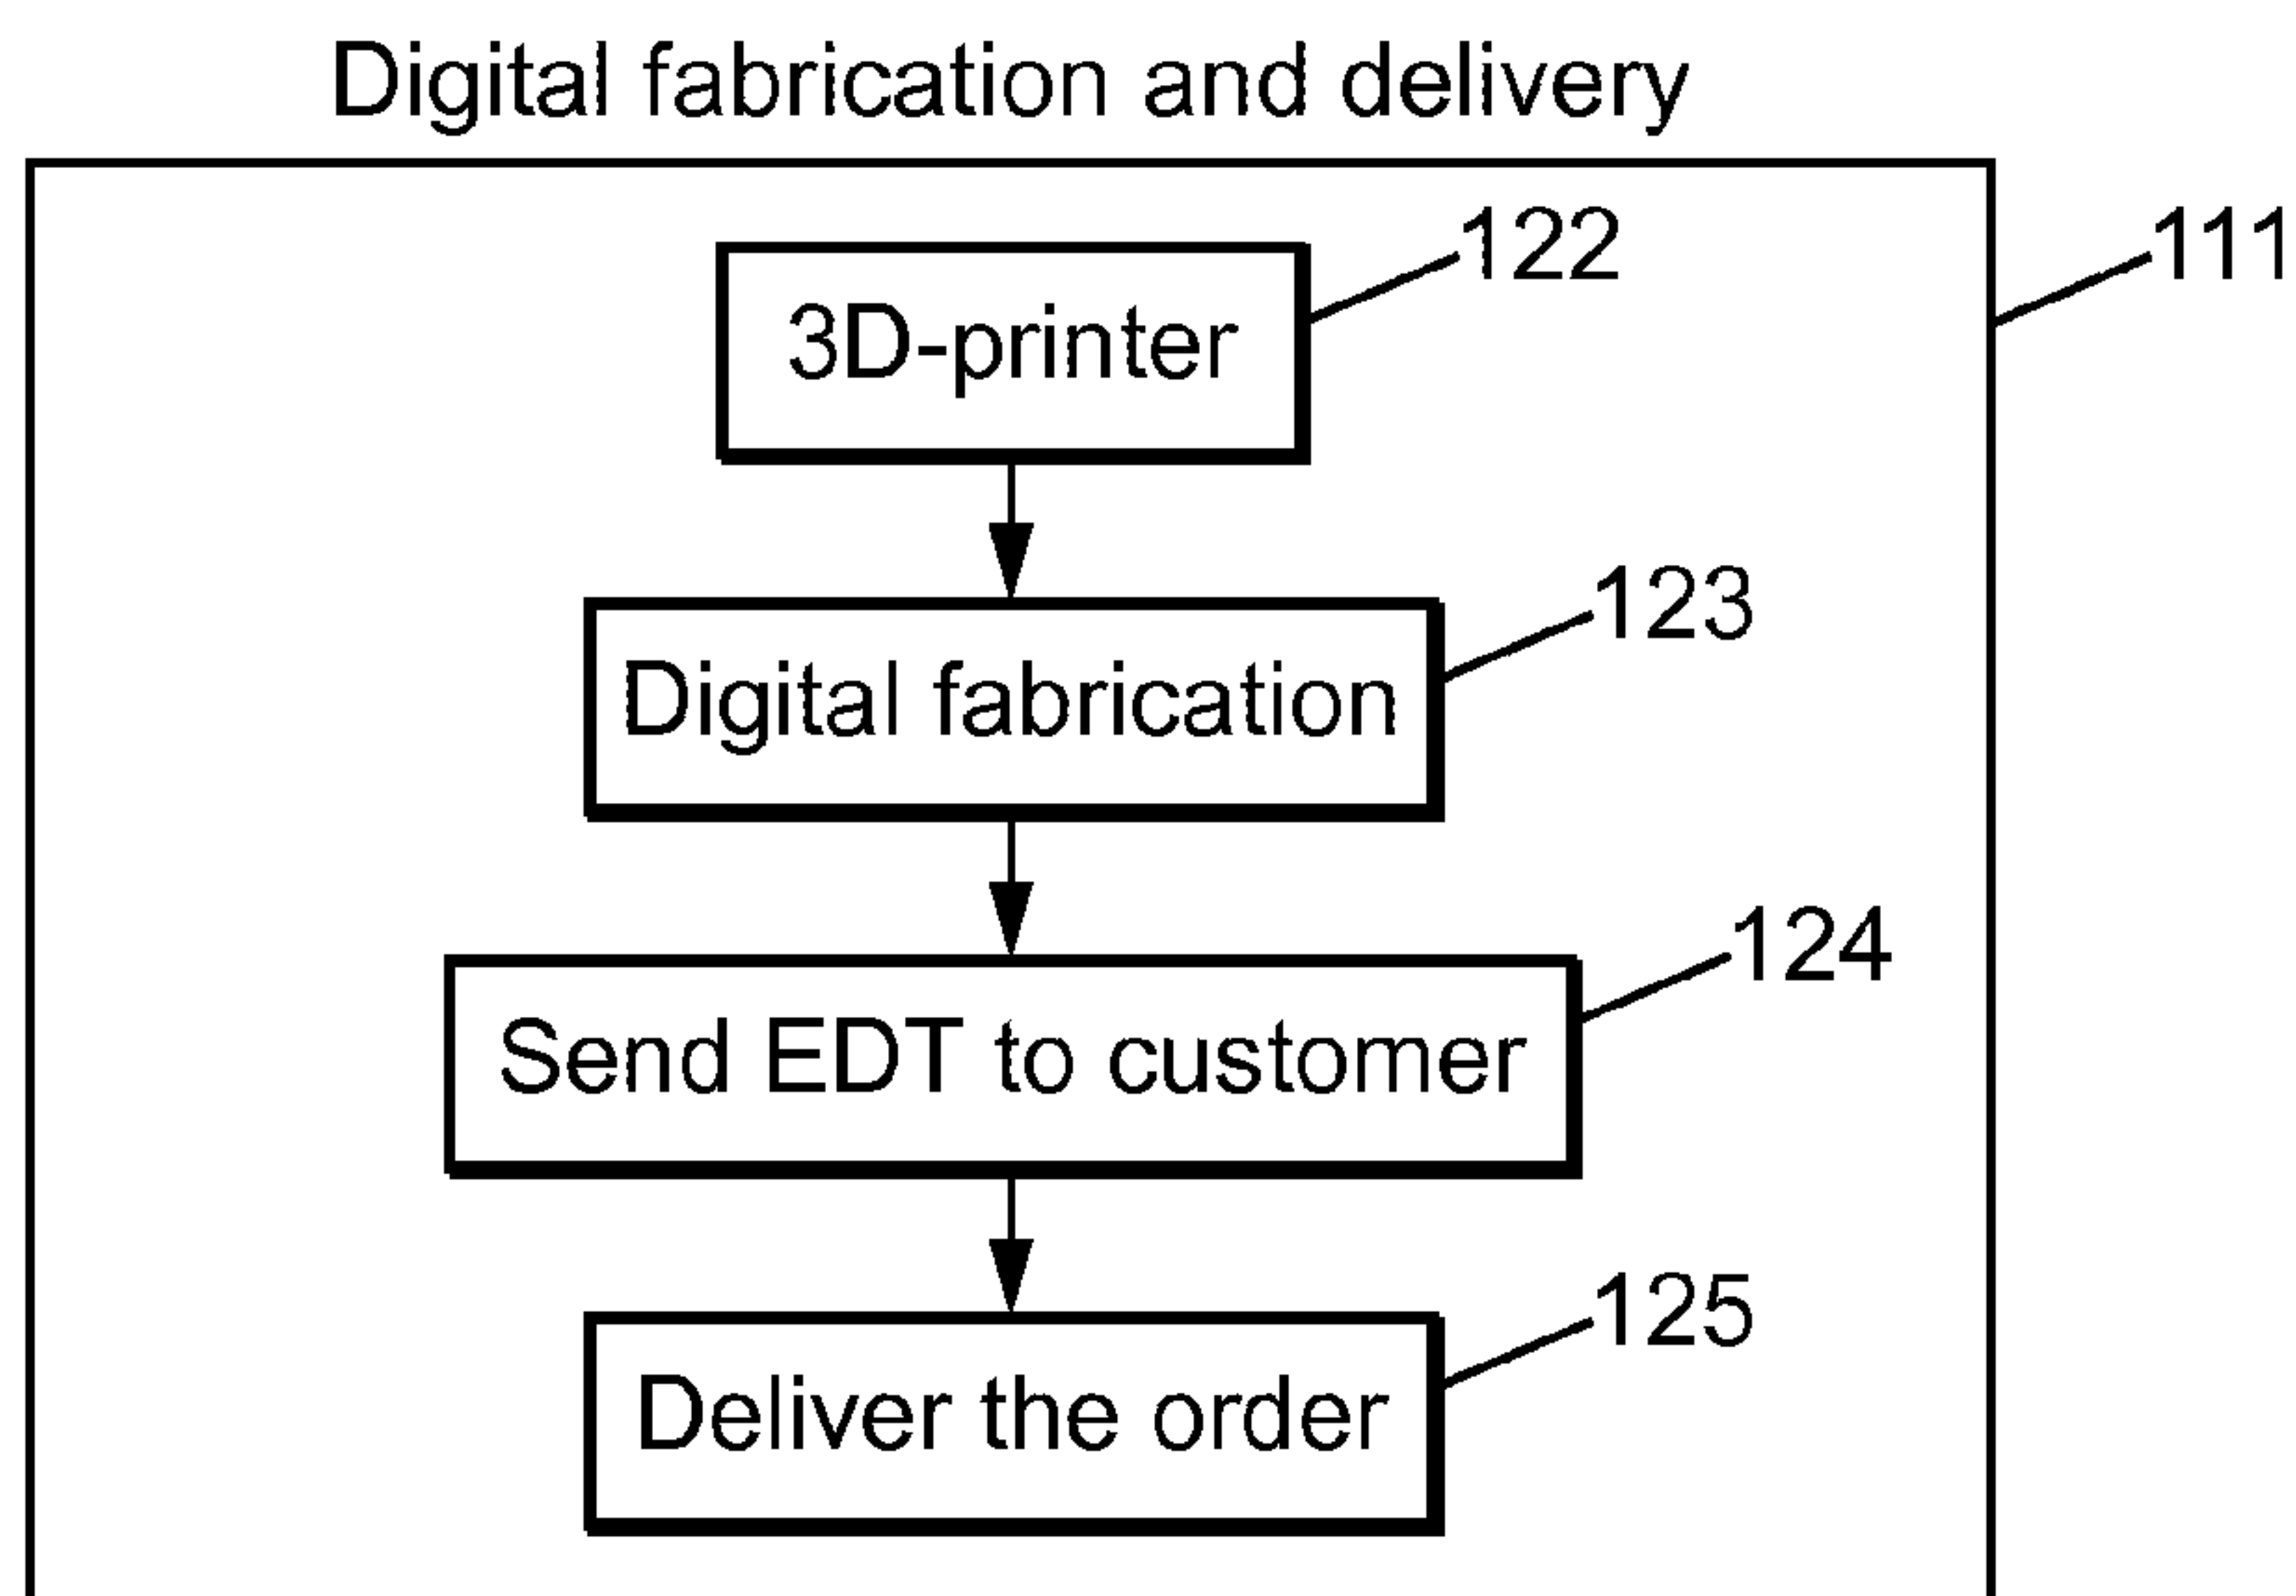 Digital fabrication and delivery
122
111
3D-printer
123
Digital fabrication
124
Send EDT to customer
125
Deliver the order